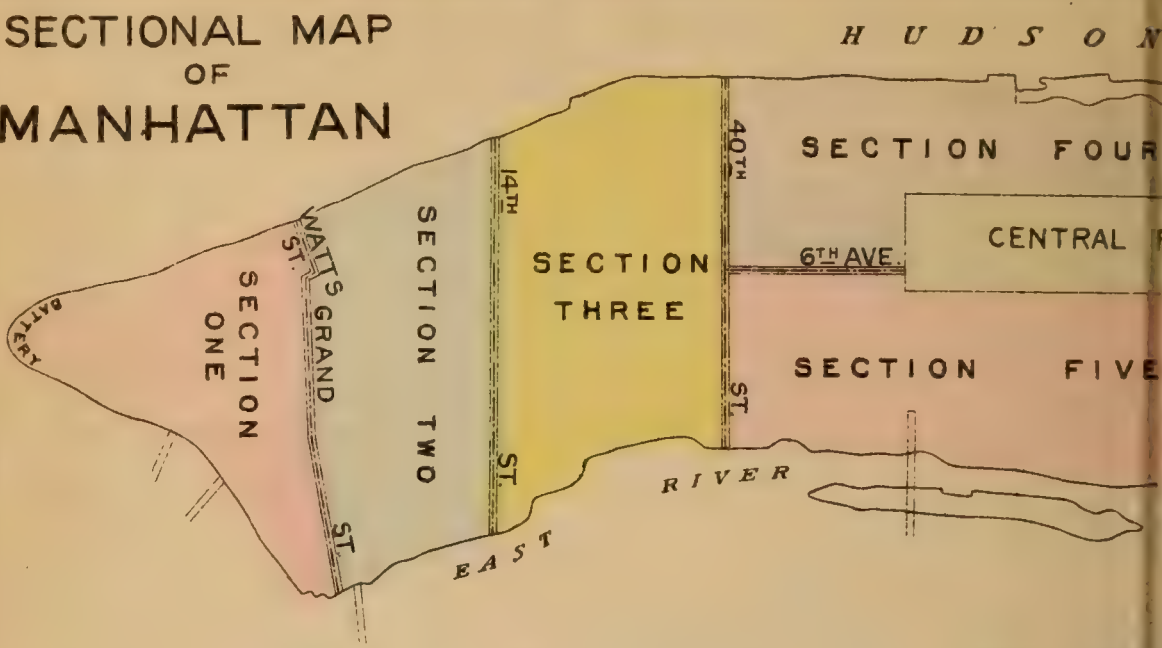 SECTIONAL MAP
OF
MANHATTAN
HUDSON
BATTERY
SECTION
ONE
WATTS
ST.
GRAND
ST.
SECTION TWO
14TH
ST.
SECTION
THREE
40TH
ST.
SECTION FOUR
CENTRAL
6TH AVE.
SECTION FIVE
EAST
RIVER